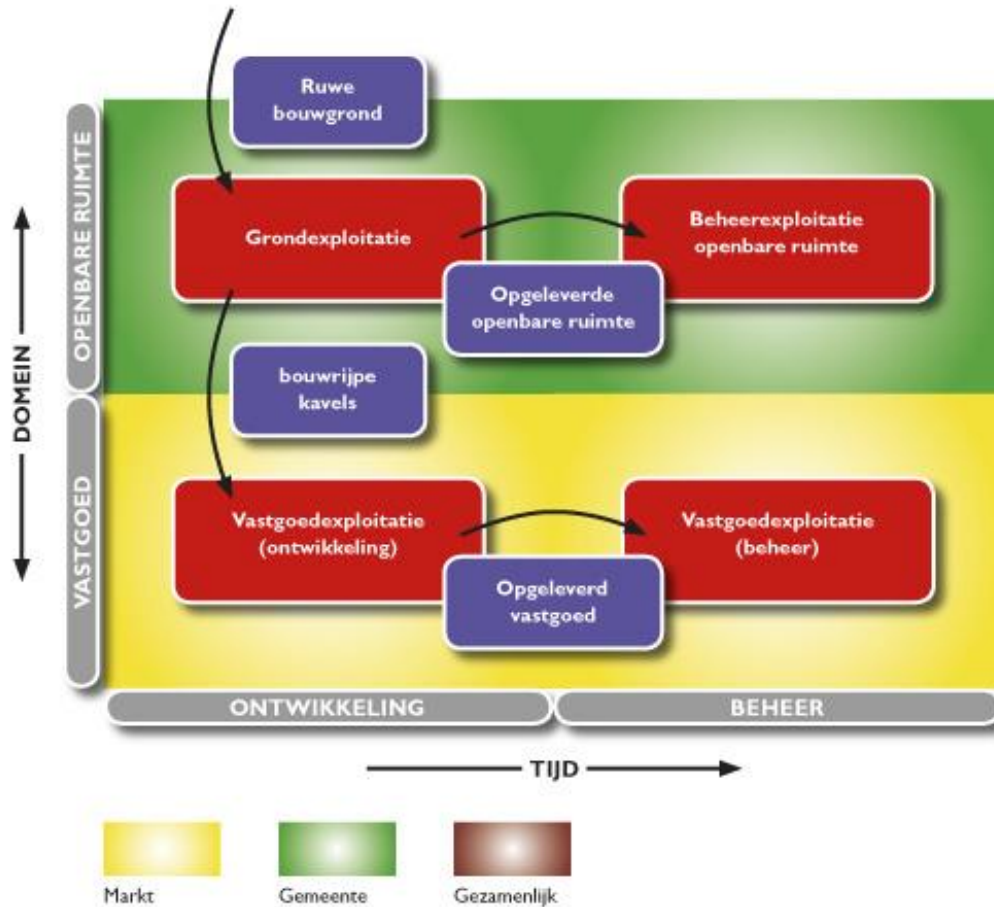 Ruwe
bouwgrond
OPENBARE RUIMTE
Grondexploitatie
Beheerexploitatie
openbare ruimte
Opgeleverde
openbare ruimte
DOMEIN
bouwrijpe
kavels
VASTGOED
Vastgoedexploitatie
(ontwikkeling)
Vastgoedexploitatie
(beheer)
Opgeleverd
vastgoed
ONTWIKKELING
BEHEER
TIJD
Markt
Gemeente
Gezamenlijk